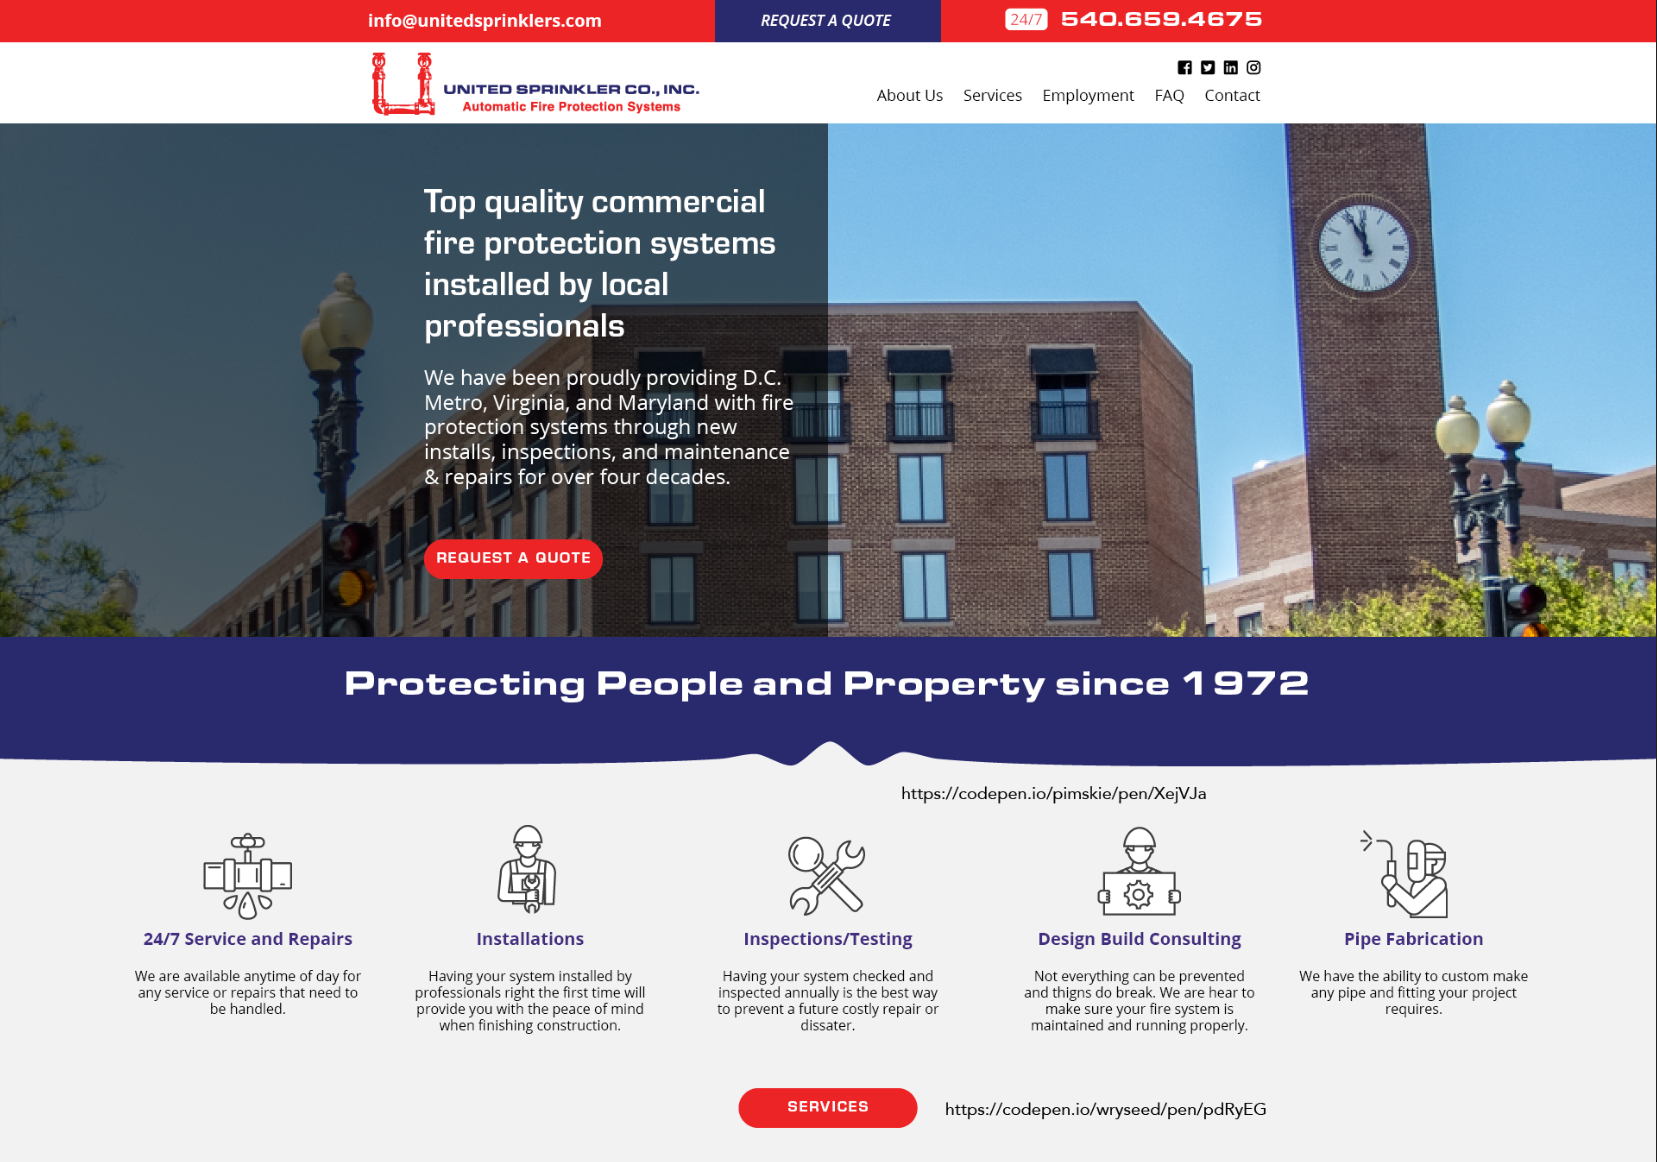 info@unitedsprinklers.com
REQUEST A QUOTE
24/7 540.659.4675
UNITED SPRINKLER CO., INC.
Automatic Fire Protection Systems
About Us Services Employment FAQ Contact
Top quality commercial
fire protection systems
installed by local
professionals
We have been proudly providing D.C.
Metro, Virginia, and Maryland with fire
protection systems through new
installs, inspections, and maintenance
& repairs for over four decades.
REQUEST A QUOTE
Protecting People and Property since 1972
https://codepen.io/pimskie/pen/XejVJa
24/7 Service and Repairs
We are available anytime of day for
any service or repairs that need to
be handled.
Installations
Having your system installed by
professionals right the first time will
provide you with the peace of mind
when finishing construction.
Inspections/Testing
Having your system checked and
inspected annually is the best way
to prevent a future costly repair or
dissater.
Design Build Consulting
Not everything can be prevented
and thigns do break. We are hear to
make sure your fire system is
maintained and running properly.
Pipe Fabrication
We have the ability to custom make
any pipe and fitting your project
requires.
SERVICES
https://codepen.io/wryseed/pen/pdRyEG